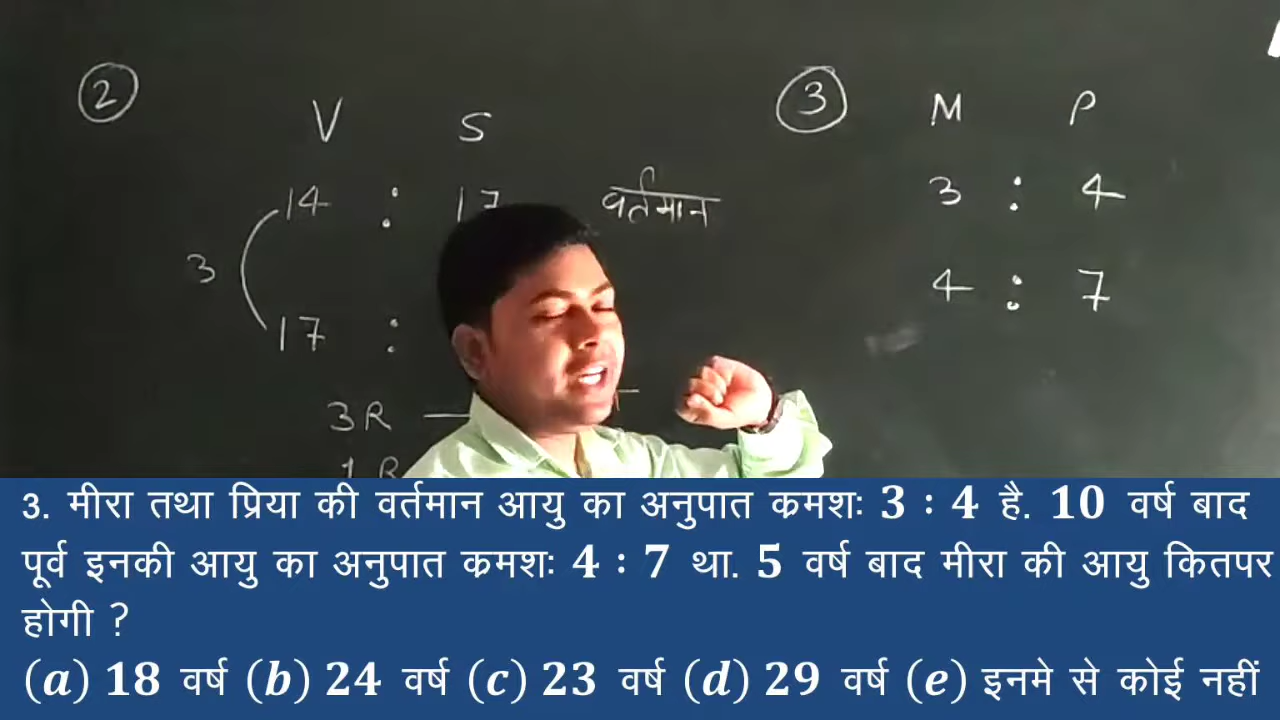 2
V S
14 : 17 वर्तमान
3
17 :
3R —
1R
3
M P
3 : 4
4 : 7
3. मीरा तथा प्रिया की वर्तमान आयु का अनुपात क्रमशः 3 : 4 है. 10 वर्ष बाद
पूर्व इनकी आयु का अनुपात क्रमशः 4 : 7 था. 5 वर्ष बाद मीरा की आयु कितपर
होगी ?
(a) 18 वर्ष (b) 24 वर्ष (c) 23 वर्ष (d) 29 वर्ष (e) इनमे से कोई नहीं